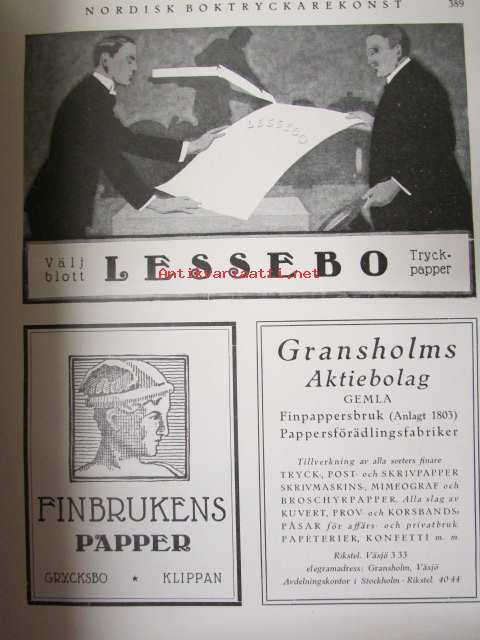 NORDISK BOKTRYCKAREKONST 389
LESSEBO
Välj
blott
LESSEBO
Tryck-
papper
Antikvariaatti.net
FINBRUKENS
PAPPER
GRYCKSBO ★ KLIPPAN
Gransholms
Aktiebolag
GEMLA
Finpappersbruk (Anlagt 1803)
Pappersförädlingsfabriker
Tillverkning av alla sorters finare
TRYCK-, POST- och SKRIVPAPPER
SKRIVMASKINS, MIMEOGRAF och
BROSCHYRPAPPER. Alla slag av
KUVERT, PROV- och KORSBANDS-
PÅSAR för affärs- och privatbruk
PAPETERIER, KONFETTI m. m.
Rikstel. Växjö 3 33
elegramadress: Gransholm, Växjö
Avdelningskontor i Stockholm - Rikstel. 40 44